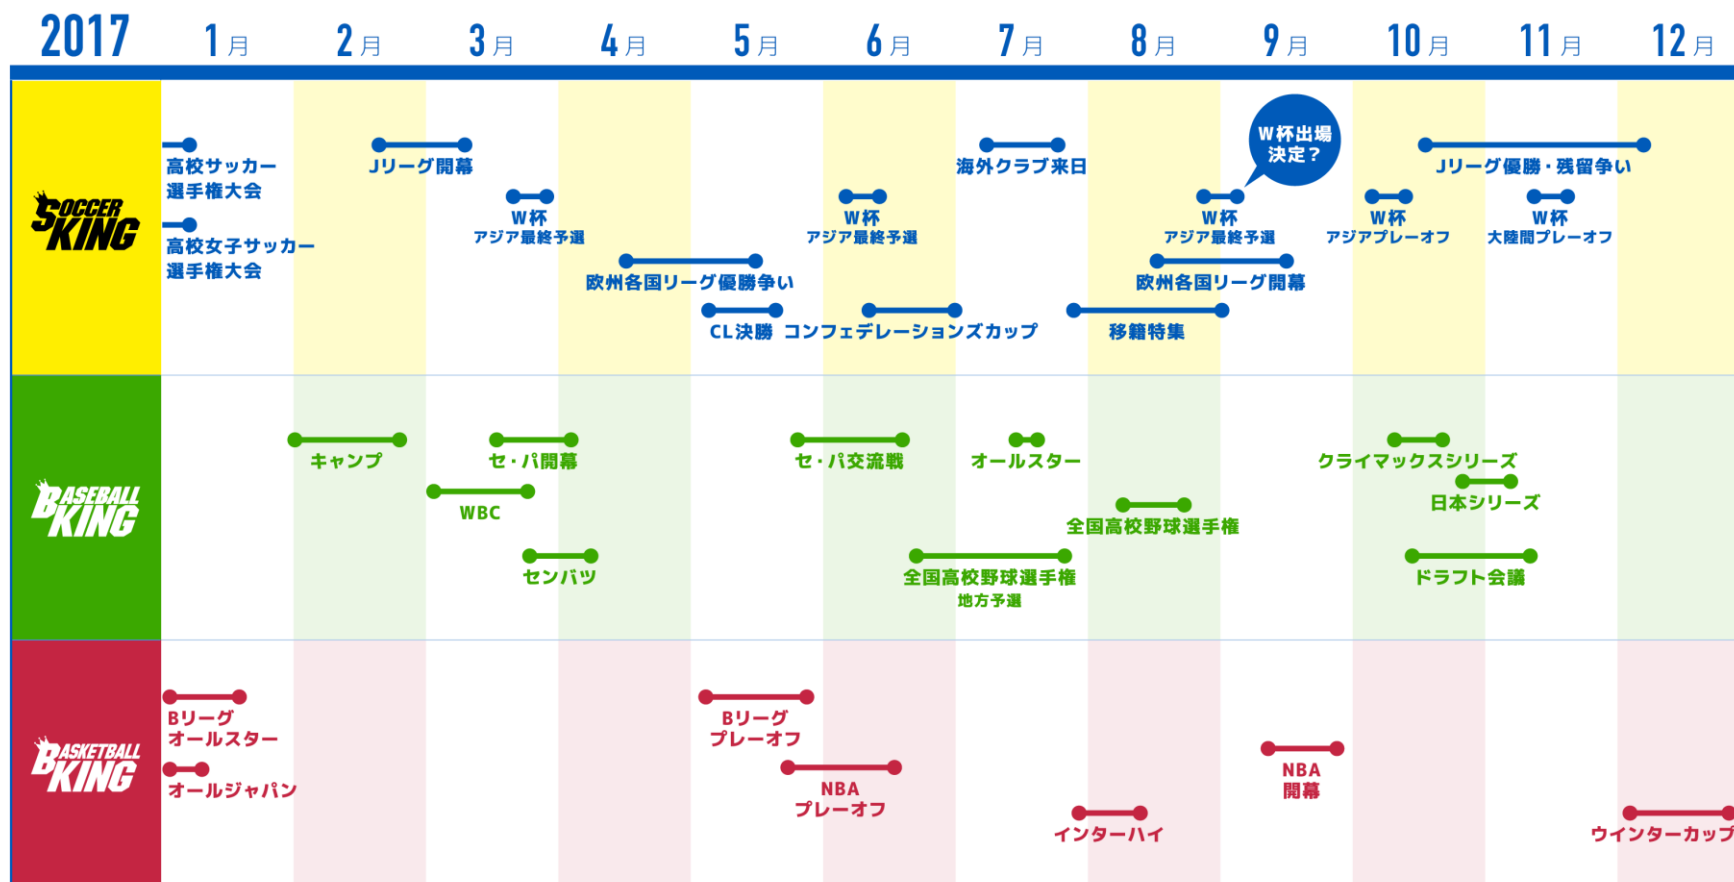 2017 1月 2月 3月 4月 5月 6月 7月 8月 9月 10月 11月 12月
SOCCER
KING
高校サッカー
選手権大会
高校女子サッカー
選手権大会
Jリーグ開幕
W杯
アジア最終予選
欧州各国リーグ優勝争い
CL決勝
W杯
アジア最終予選
コンフェデレーションズカップ
海外クラブ来日
移籍特集
W杯出場
決定?
W杯
アジア最終予選
欧州各国リーグ開幕
Jリーグ優勝・残留争い
W杯
アジアプレーオフ
W杯
大陸間プレーオフ
BASEBALL
KING
キャンプ
セ・パ開幕
WBC
センバツ
セ・パ交流戦
オールスター
全国高校野球選手権
全国高校野球選手権
地方予選
クライマックスシリーズ
日本シリーズ
ドラフト会議
BASKETBALL
KING
Bリーグ
オールスター
オールジャパン
Bリーグ
プレーオフ
NBA
プレーオフ
インターハイ
NBA
開幕
ウインターカップ